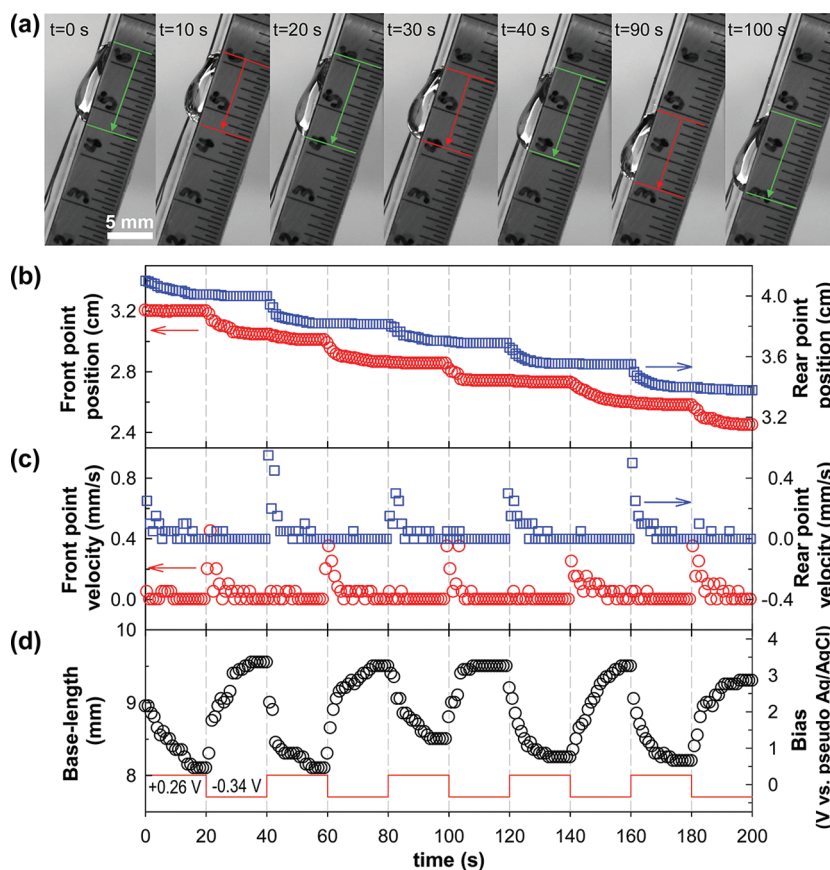 (a)
t=0 s t=10 s t=20 s t=30 s t=40 s t=90 s t=100 s
5 mm
(b)
Front point
position (cm)
3.2
2.8
2.4
4.0
3.6
3.2
Rear point
position (cm)
(c)
Front point
velocity (mm/s)
0.8
0.4
0.0
0.4
0.0
-0.4
Rear point
velocity (mm/s)
(d)
Base-length
(mm)
10
9
8
4
3
2
1
0
Bias
(V vs. pseudo Ag/AgCl)
+0.26 V -0.34 V
0 20 40 60 80 100 120 140 160 180 200
time (s)